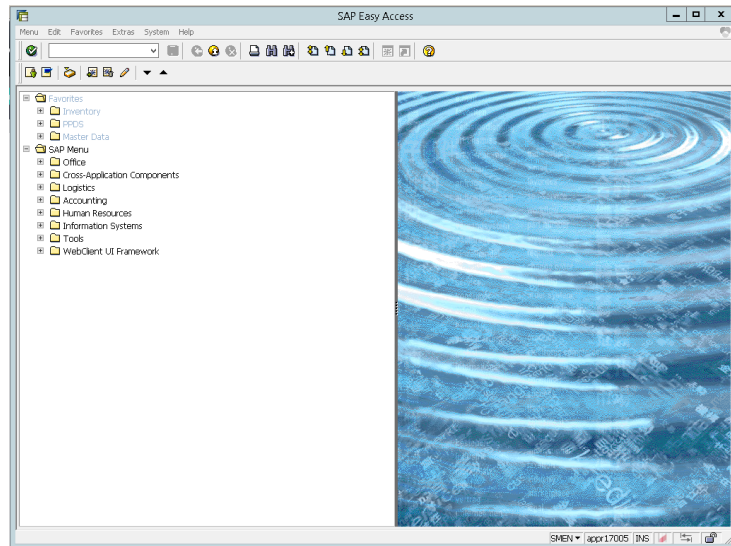 SAP Easy Access
Menu Edit Favorites Extras System Help
Favorites
Inventory
PPDS
Master Data
SAP Menu
Office
Cross-Application Components
Logistics
Accounting
Human Resources
Information Systems
Tools
WebClient UI Framework
SMEN appr17005 INS